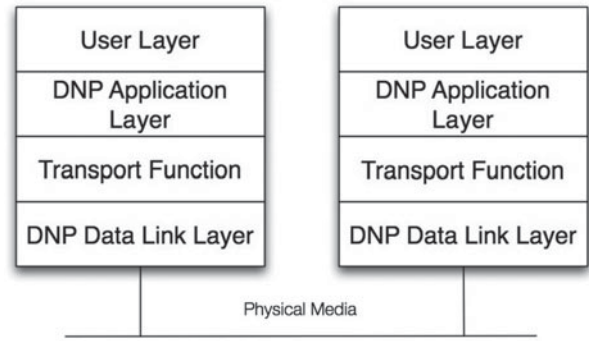 User Layer
DNP Application
Layer
Transport Function
DNP Data Link Layer
User Layer
DNP Application
Layer
Transport Function
DNP Data Link Layer
Physical Media